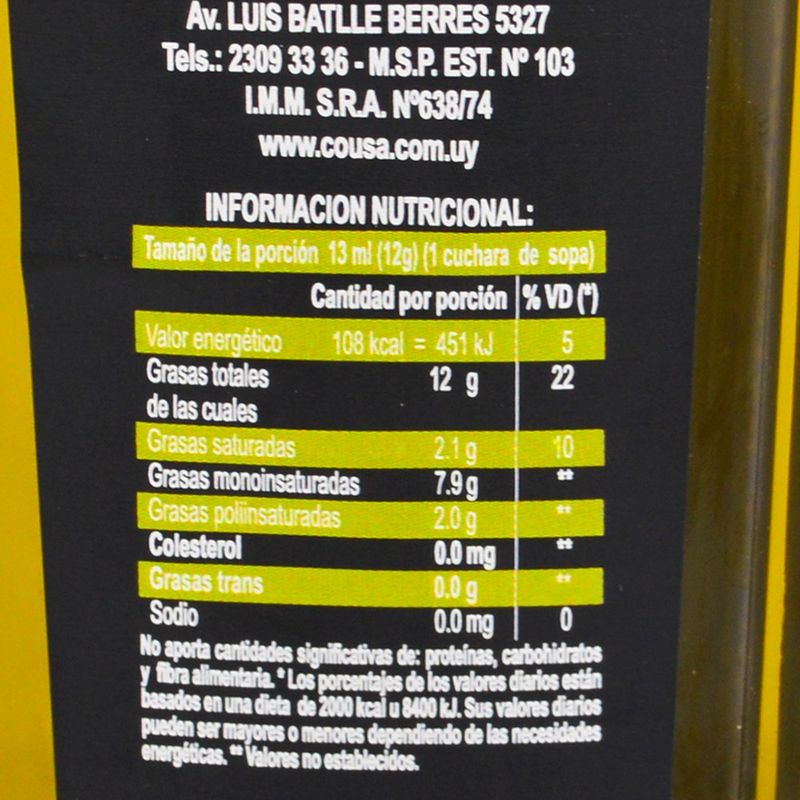 Av. LUIS BATLLE BERRES 5327
Tels.: 2309 33 36 - M.S.P. EST. Nº 103
I.M.M. S.R.A. Nº638/74
www.cousa.com.uy
INFORMACION NUTRICIONAL:
Tamaño de la porción 13 ml (12g) (1 cuchara de sopa)
Cantidad por porción % VD (*)
Valor energético 108 kcal = 451 kJ 5
Grasas totales 12 g 22
de las cuales
Grasas saturadas 2.1 g 10
Grasas monoinsaturadas 7.9 g **
Grasas poliinsaturadas 2.0 g **
Colesterol 0.0 mg **
Grasas trans 0.0 g **
Sodio 0.0 mg 0
No aporta cantidades significativas de: proteínas, carbohidratos
y fibra alimentaria. * Los porcentajes de los valores diarios están
basados en una dieta de 2000 kcal u 8400 kJ. Sus valores diarios
pueden ser mayores o menores dependiendo de las necesidades
energéticas. ** Valores no establecidos.